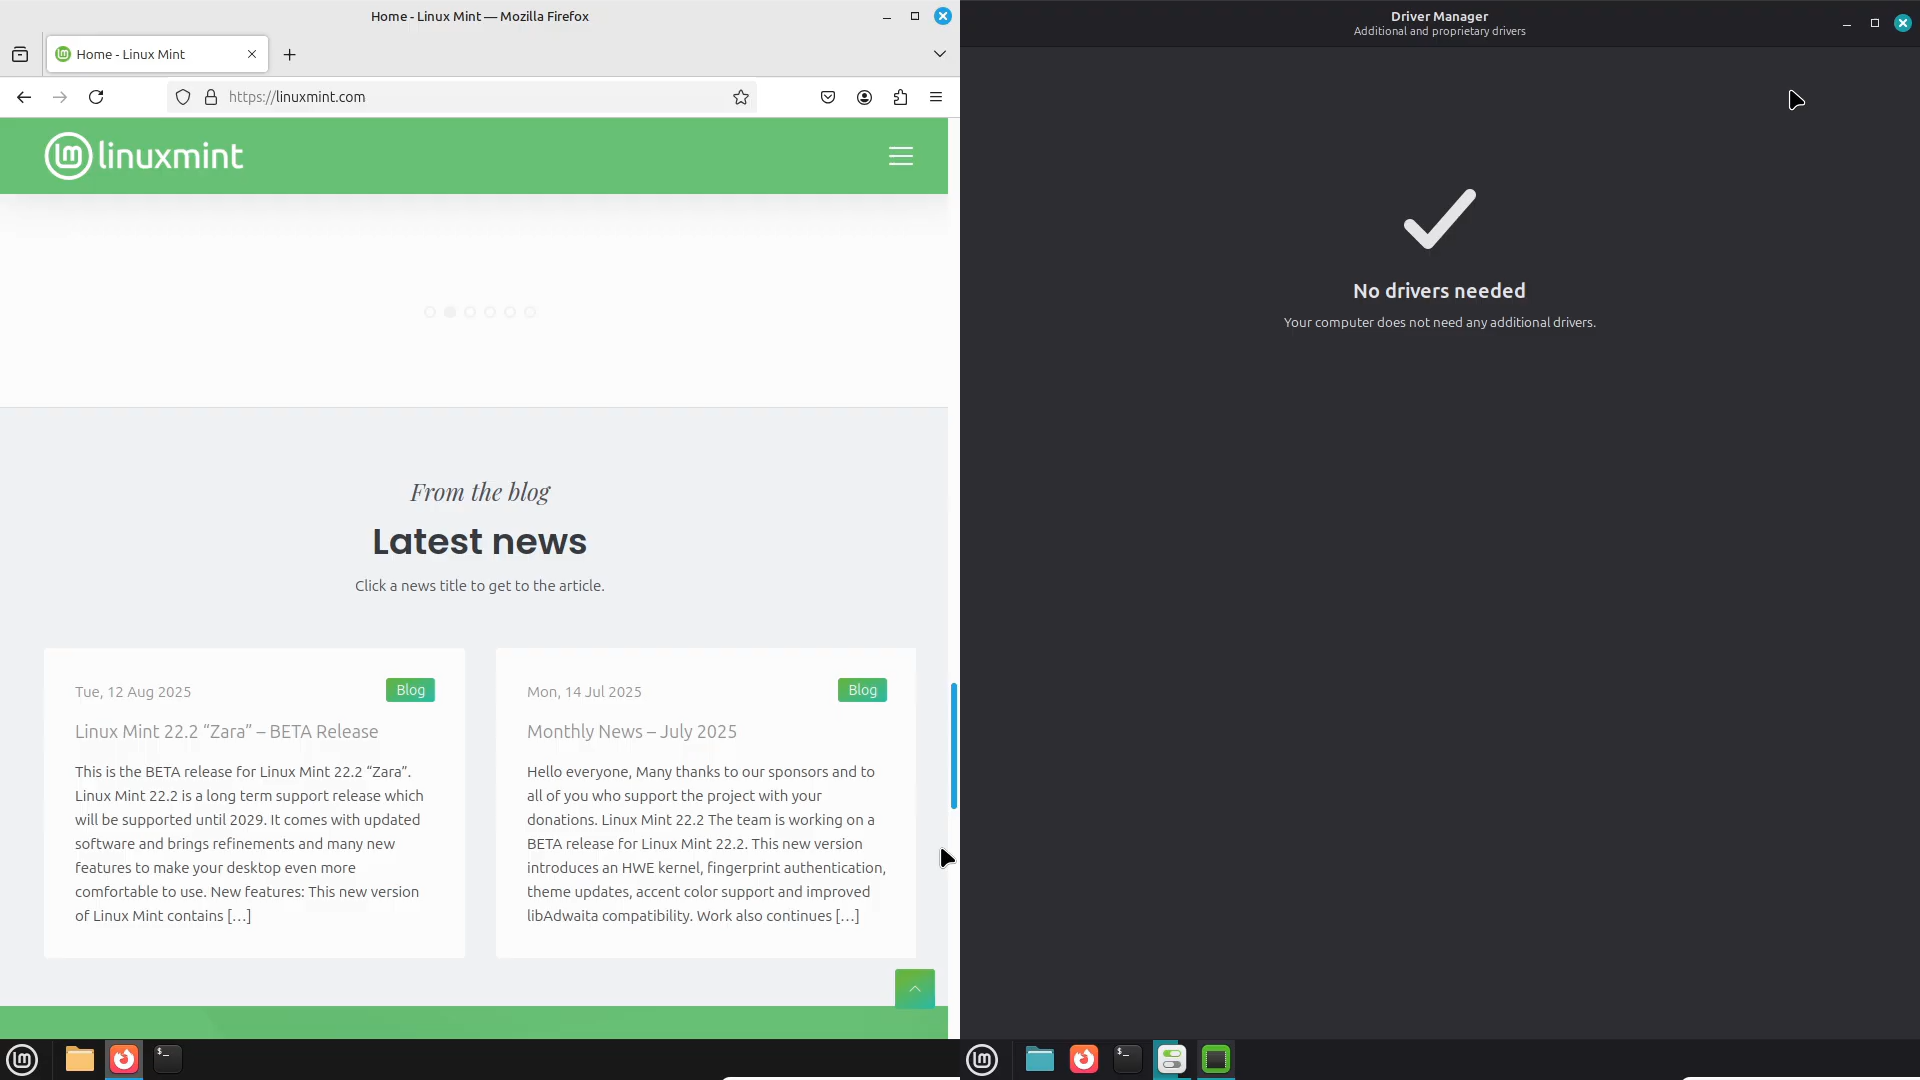 Home - Linux Mint — Mozilla Firefox
Home - Linux Mint
https://linuxmint.com
linuxmint
From the blog
Latest news
Click a news title to get to the article.
Tue, 12 Aug 2025
Blog
Linux Mint 22.2 “Zara” – BETA Release
This is the BETA release for Linux Mint 22.2 “Zara”.
Linux Mint 22.2 is a long term support release which
will be supported until 2029. It comes with updated
software and brings refinements and many new
features to make your desktop even more
comfortable to use. New features: This new version
of Linux Mint contains […]
Mon, 14 Jul 2025
Blog
Monthly News – July 2025
Hello everyone, Many thanks to our sponsors and to
all of you who support the project with your
donations. Linux Mint 22.2 The team is working on a
BETA release for Linux Mint 22.2. This new version
introduces an HWE kernel, fingerprint authentication,
theme updates, accent color support and improved
libAdwaita compatibility. Work also continues […]
Driver Manager
Additional and proprietary drivers
No drivers needed
Your computer does not need any additional drivers.